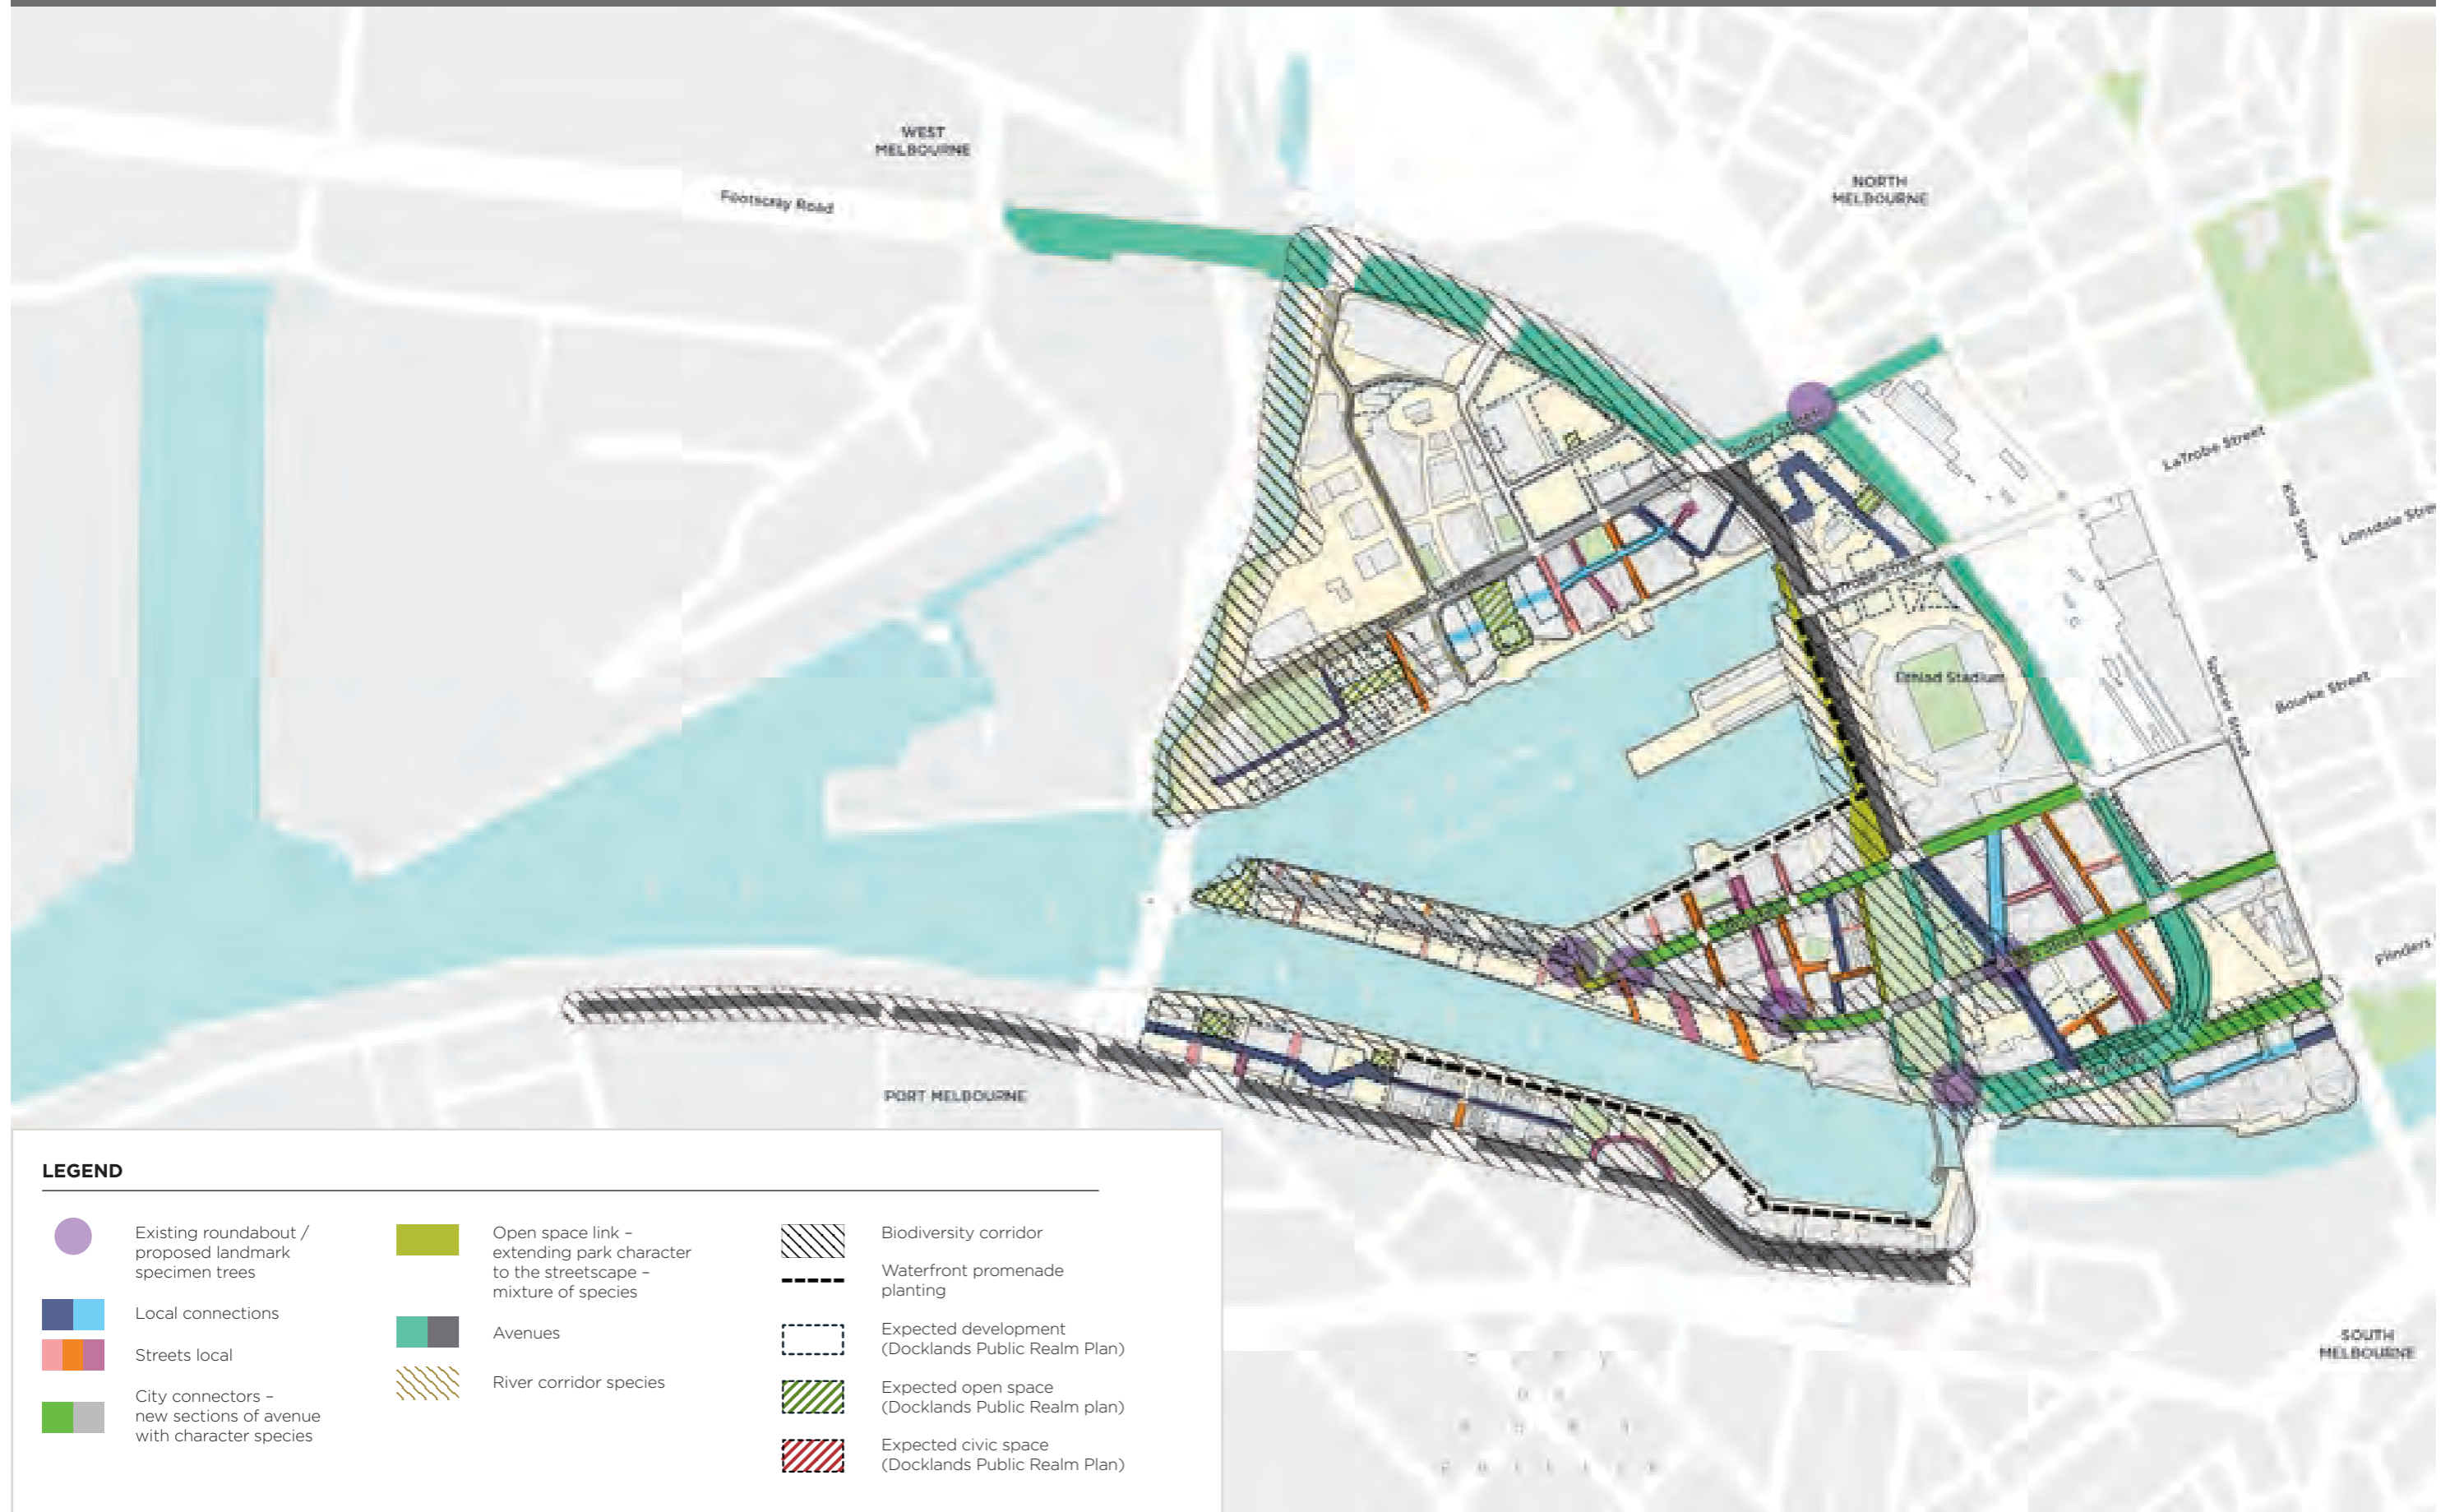 WEST
MELBOURNE
Footscray Road
NORTH
MELBOURNE
LaTrobe Street
King Street
Lonsdale Stre
Dudley Street
Etihad Stadium
Spencer Street
Bourke Street
Flinders
PORT MELBOURNE
SOUTH
MELBOURNE
LEGEND
Existing roundabout /
proposed landmark
specimen trees
Local connections
Streets local
City connectors –
new sections of avenue
with character species
Open space link –
extending park character
to the streetscape –
mixture of species
Avenues
River corridor species
Biodiversity corridor
Waterfront promenade
planting
Expected development
(Docklands Public Realm Plan)
Expected open space
(Docklands Public Realm plan)
Expected civic space
(Docklands Public Realm Plan)